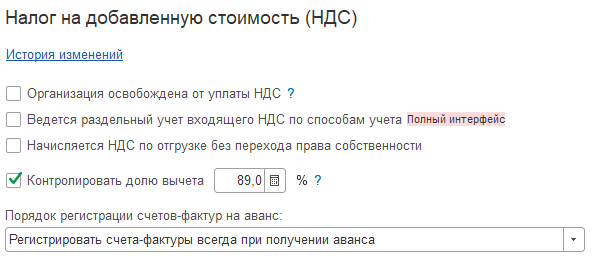 Налог на добавленную стоимость (НДС)
История изменений
Организация освобождена от уплаты НДС ?
Ведется раздельный учет входящего НДС по способам учета Полный интерфейс
Начисляется НДС по отгрузке без перехода права собственности
Контролировать долю вычета 89,0 % ?
Порядок регистрации счетов-фактур на аванс:
Регистрировать счета-фактуры всегда при получении аванса